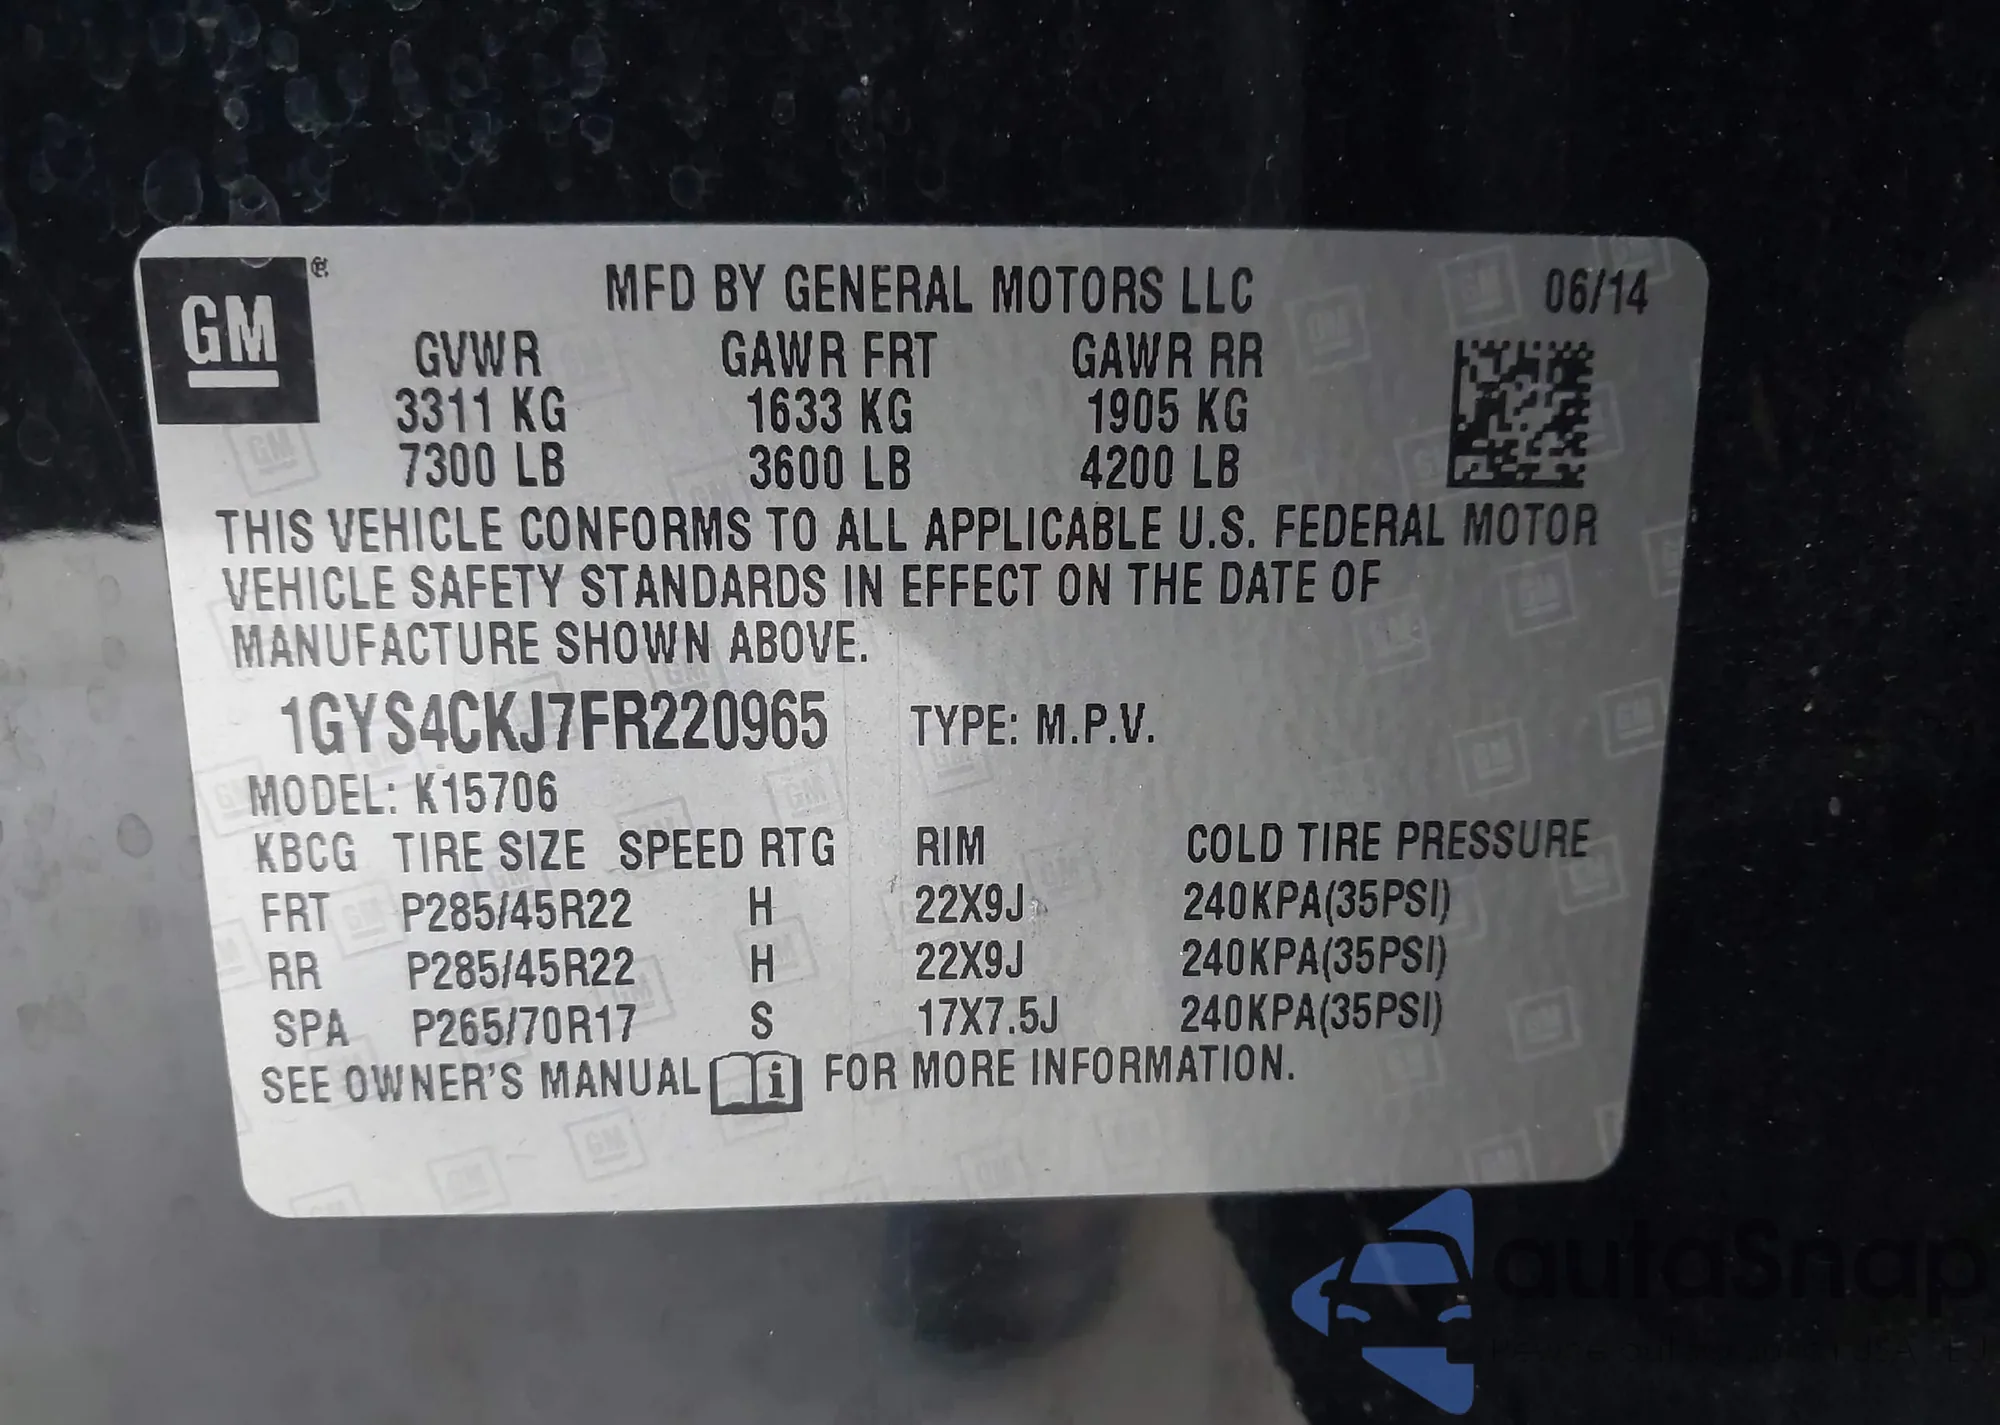 GM®
MFD BY GENERAL MOTORS LLC 06/14
GVWR GAWR FRT GAWR RR
3311 KG 1633 KG 1905 KG
7300 LB 3600 LB 4200 LB
THIS VEHICLE CONFORMS TO ALL APPLICABLE U.S. FEDERAL MOTOR
VEHICLE SAFETY STANDARDS IN EFFECT ON THE DATE OF
MANUFACTURE SHOWN ABOVE.
1GYS4CKJ7FR220965 TYPE: M.P.V.
MODEL: K15706
KBCG TIRE SIZE SPEED RTG RIM COLD TIRE PRESSURE
FRT P285/45R22 H 22X9J 240KPA(35PSI)
RR P285/45R22 H 22X9J 240KPA(35PSI)
SPA P265/70R17 S 17X7.5J 240KPA(35PSI)
SEE OWNER'S MANUAL i FOR MORE INFORMATION.
autaSnap